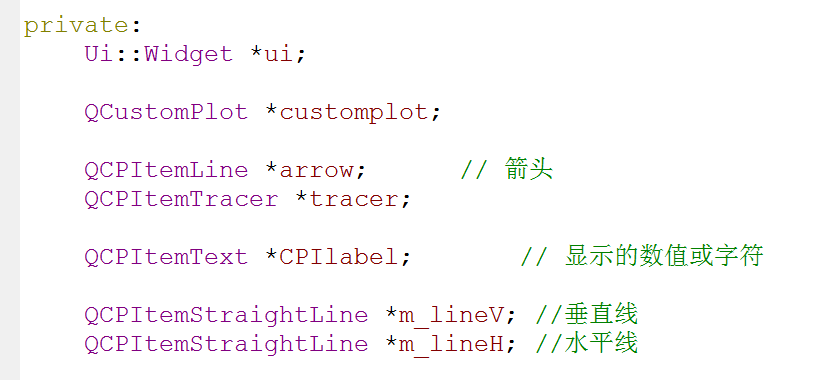 private:
    Ui::Widget *ui;
    QCustomPlot *customplot;
    QCPItemLine *arrow;      // 箭头
    QCPItemTracer *tracer;
    QCPItemText *CPIlabel;       // 显示的数值或字符
    QCPItemStraightLine *m_lineV; //垂直线
    QCPItemStraightLine *m_lineH; //水平线